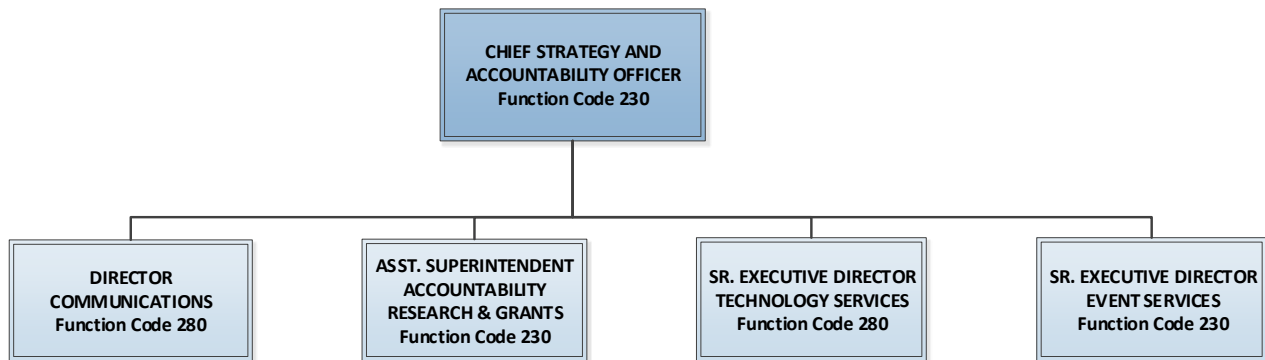 CHIEF STRATEGY AND
ACCOUNTABILITY OFFICER
Function Code 230
DIRECTOR
COMMUNICATIONS
Function Code 280
ASST. SUPERINTENDENT
ACCOUNTABILITY
RESEARCH & GRANTS
Function Code 230
SR. EXECUTIVE DIRECTOR
TECHNOLOGY SERVICES
Function Code 280
SR. EXECUTIVE DIRECTOR
EVENT SERVICES
Function Code 230